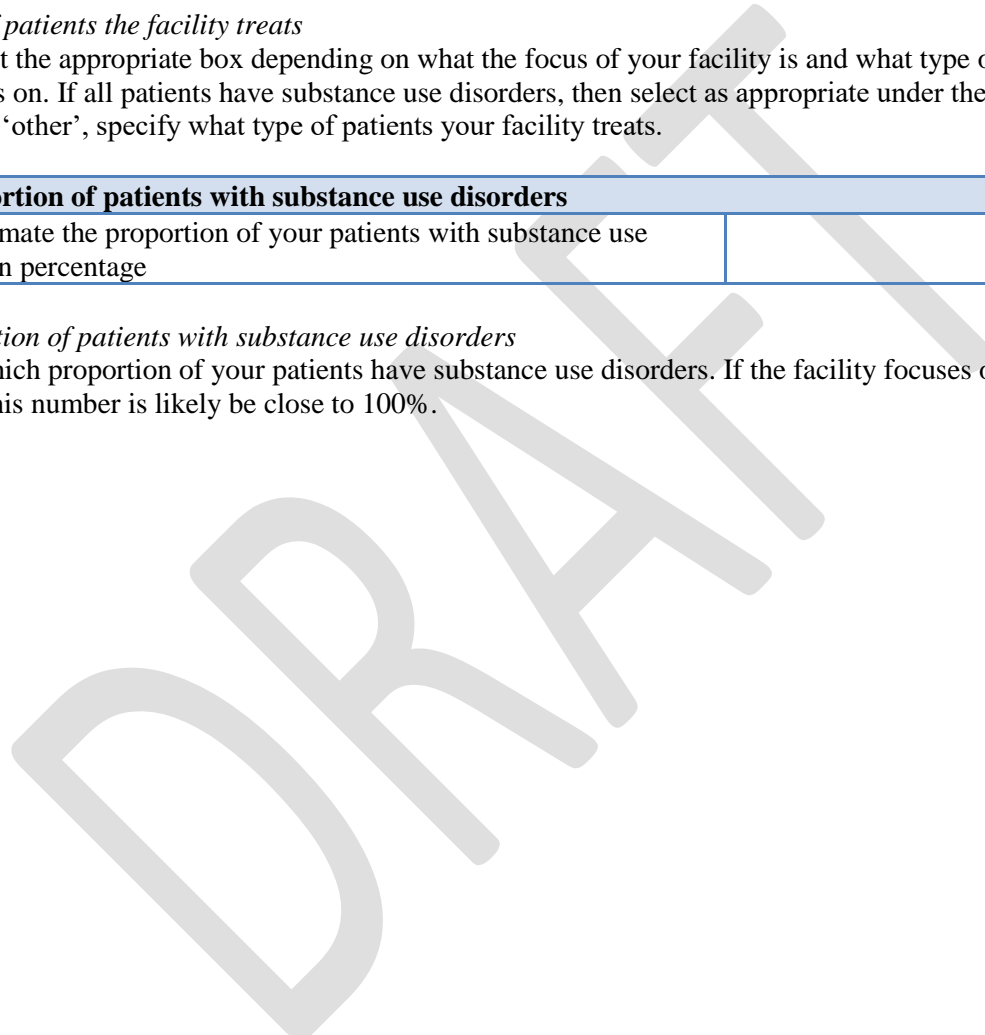 f patients the facility treats
t the appropriate box depending on what the focus of your facility is and what type o
s on. If all patients have substance use disorders, then select as appropriate under the
‘other’, specify what type of patients your facility treats.
ortion of patients with substance use disorders
mate the proportion of your patients with substance use
n percentage
tion of patients with substance use disorders
hich proportion of your patients have substance use disorders. If the facility focuses o
his number is likely be close to 100%.
DRAFT